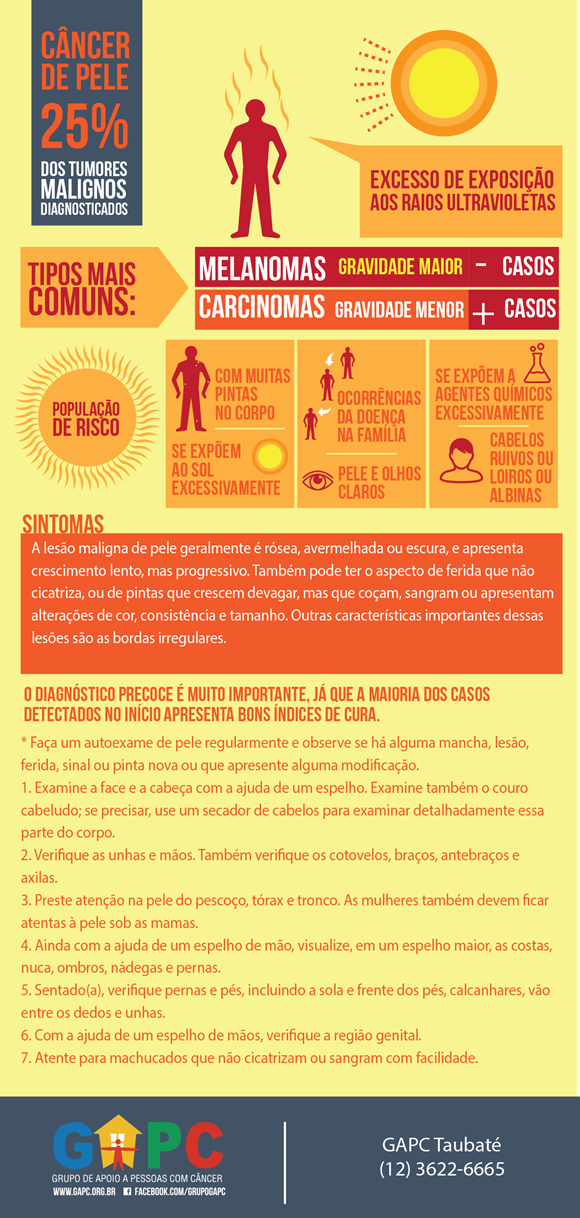 CÂNCER
DE PELE
25%
DOS TUMORES
MALIGNOS
DIAGNOSTICADOS
EXCESSO DE EXPOSIÇÃO
AOS RAIOS ULTRAVIOLETAS
TIPOS MAIS
COMUNS:
MELANOMAS GRAVIDADE MAIOR - CASOS
CARCINOMAS GRAVIDADE MENOR + CASOS
POPULAÇÃO
DE RISCO
COM MUITAS
PINTAS
NO CORPO
SE EXPÕEM
AO SOL
EXCESSIVAMENTE
OCORRÊNCIAS
DA DOENÇA
NA FAMÍLIA
PELE E OLHOS
CLAROS
SE EXPÕEM A
AGENTES QUÍMICOS
EXCESSIVAMENTE
CABELOS
RUIVOS OU
LOIROS OU
ALBINAS
SINTOMAS
A lesão maligna de pele geralmente é rósea, avermelhada ou escura, e apresenta
crescimento lento, mas progressivo. Também pode ter o aspecto de ferida que não
cicatriza, ou de pintas que crescem devagar, mas que coçam, sangram ou apresentam
alterações de cor, consistência e tamanho. Outras características importantes dessas
lesões são as bordas irregulares.
O DIAGNÓSTICO PRECOCE É MUITO IMPORTANTE, JÁ QUE A MAIORIA DOS CASOS
DETECTADOS NO INÍCIO APRESENTA BONS ÍNDICES DE CURA.
* Faça um autoexame de pele regularmente e observe se há alguma mancha, lesão,
ferida, sinal ou pinta nova ou que apresente alguma modificação.
1. Examine a face e a cabeça com a ajuda de um espelho. Examine também o couro
cabeludo; se precisar, use um secador de cabelos para examinar detalhadamente essa
parte do corpo.
2. Verifique as unhas e mãos. Também verifique os cotovelos, braços, antebraços e
axilas.
3. Preste atenção na pele do pescoço, tórax e tronco. As mulheres também devem ficar
atentas à pele sob as mamas.
4. Ainda com a ajuda de um espelho de mão, visualize, em um espelho maior, as costas,
nuca, ombros, nádegas e pernas.
5. Sentado(a), verifique pernas e pés, incluindo a sola e frente dos pés, calcanhares, vão
entre os dedos e unhas.
6. Com a ajuda de um espelho de mãos, verifique a região genital.
7. Atente para machucados que não cicatrizam ou sangram com facilidade.
GAPC
GRUPO DE APOIO A PESSOAS COM CÂNCER
WWW.GAPC.ORG.BR FACEBOOK.COM/GRUPOGAPC
GAPC Taubaté
(12) 3622-6665